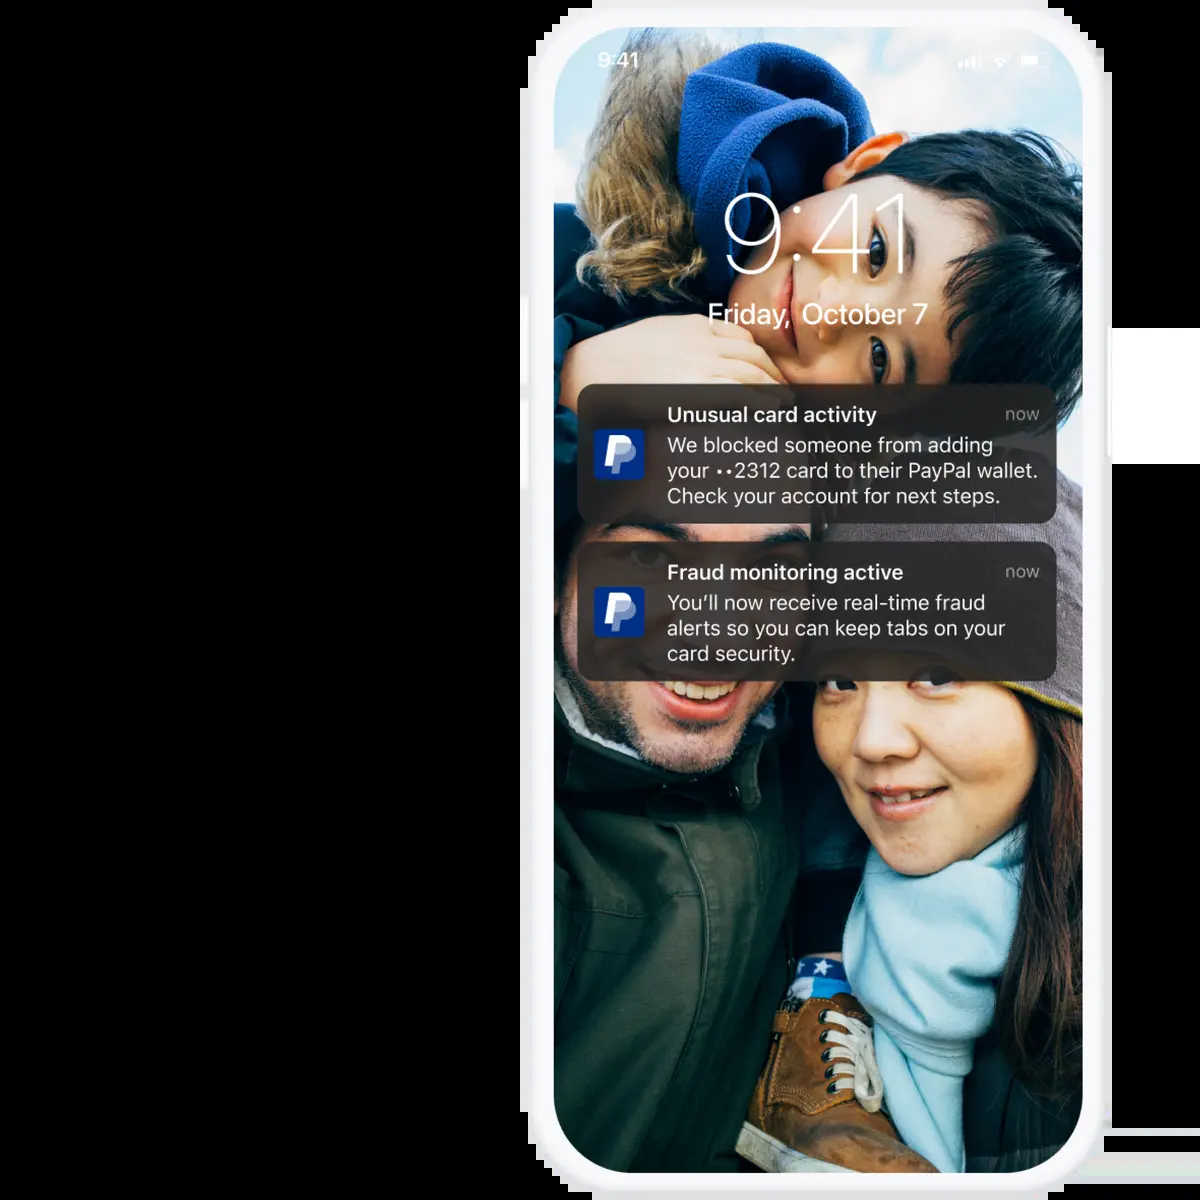 9:41
9:41
Friday, October 7
Unusual card activity now
We blocked someone from adding
your ••2312 card to their PayPal wallet.
Check your account for next steps.
Fraud monitoring active now
You’ll now receive real-time fraud
alerts so you can keep tabs on your
card security.